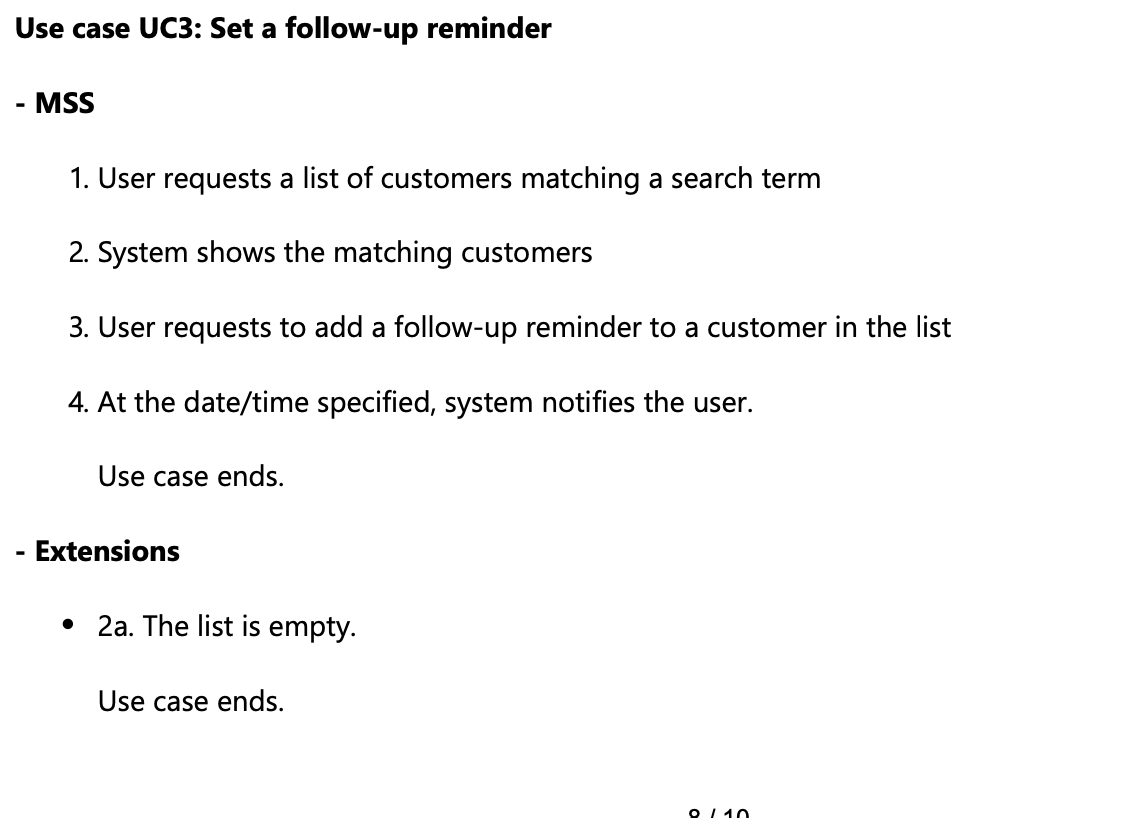 Use case UC3: Set a follow-up reminder
- MSS
1. User requests a list of customers matching a search term
2. System shows the matching customers
3. User requests to add a follow-up reminder to a customer in the list
4. At the date/time specified, system notifies the user.
Use case ends.
- Extensions
• 2a. The list is empty.
Use case ends.
8 / 10